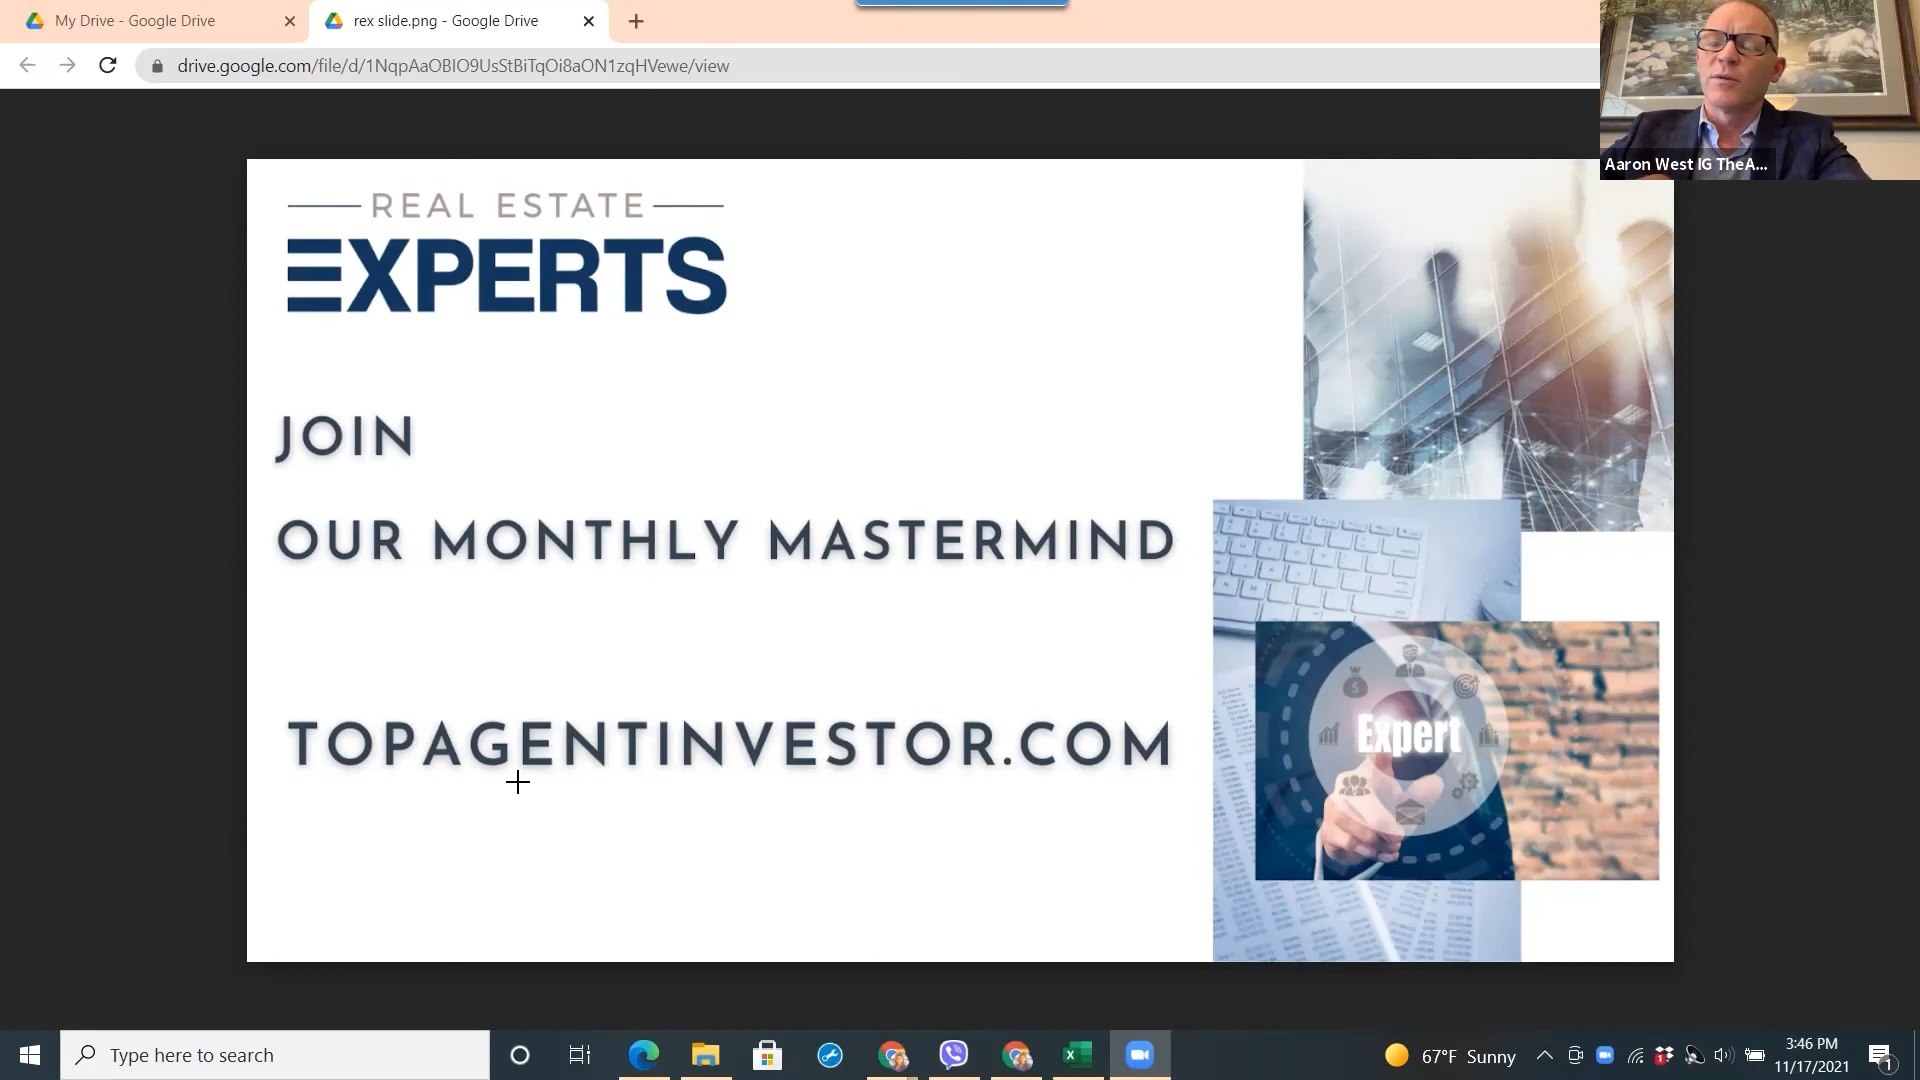 My Drive - Google Drive
rex slide.png - Google Drive
drive.google.com/file/d/1NqpAaOBIO9UsStBiTqOi8aON1zqHVewe/view
Aaron West IG TheA...
REAL ESTATE
EXPERTS
JOIN
OUR MONTHLY MASTERMIND
TOPAGENTINVESTOR.COM
Expert
Type here to search
67°F Sunny
3:46 PM
11/17/2021
1